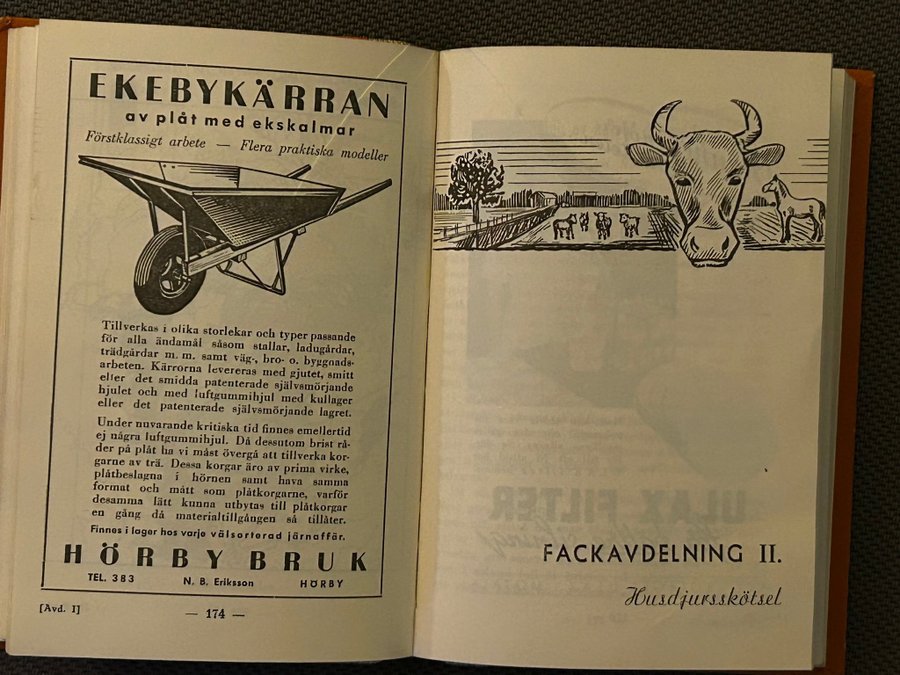 EKEBYKÄRRAN
av plåt med ekskalmar
Förstklassigt arbete — Flera praktiska modeller
Tillverkas i olika storlekar och typer passande
för alla ändamål såsom stallar, ladugårdar,
trädgårdar m. m. samt väg-, bro- o. byggnads-
arbeten. Kärrorna levereras med gjutet, smitt
eller det smidda patenterade självsmörjande
hjulet och med luftgummihjul med kullager
eller det patenterade självsmörjande lagret.
Under nuvarande kritiska tid finnes emellertid
ej några luftgummihjul. Då dessutom brist rå-
der på plåt ha vi måst övergå att tillverka kor-
garne av trä. Dessa korgar äro av prima virke,
plåtbeslagna i hörnen samt hava samma
format och mått som plåtkorgarne, varför
desamma lätt kunna utbytas till plåtkorgar
en gång då materialtillgången så tillåter.
Finnes i lager hos varje välsorterad järnaffär.
HÖRBY BRUK
TEL. 383 N. B. Eriksson HÖRBY
[Avd. I] — 174 —
ULAX FILTER
FACKAVDELNING II.
Husdjursskötsel